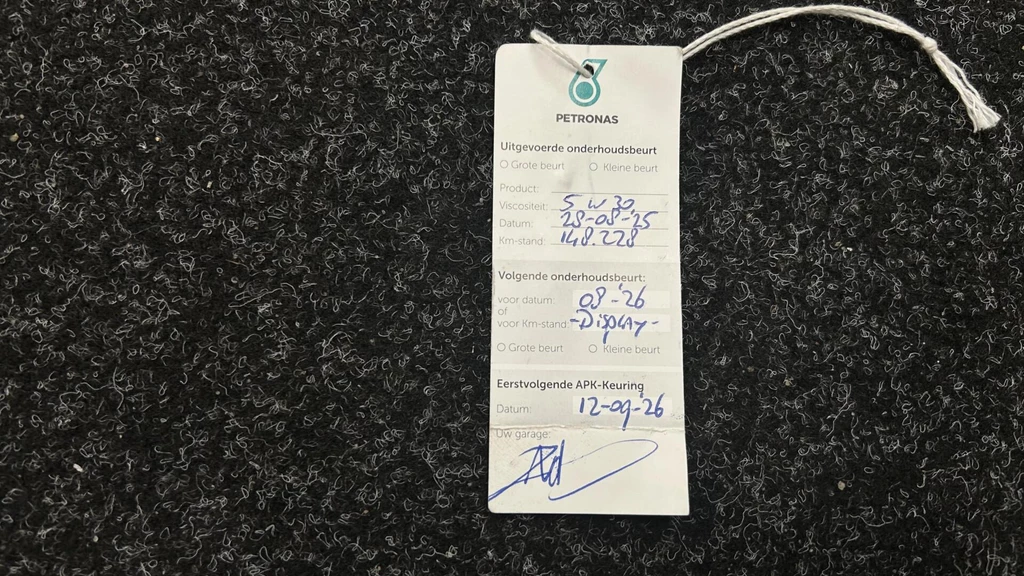 PETRONAS
Uitgevoerde onderhoudsbeurt
Grote beurt Kleine beurt
Product:
Viscositeit: 5 W 30
Datum: 28-08-'25
Km-stand: 148.228
Volgende onderhoudsbeurt:
voor datum: 08-'26
of
voor Km-stand: -Display-
Grote beurt Kleine beurt
Eerstvolgende APK-Keuring
Datum: 12-09-'26
Uw garage: